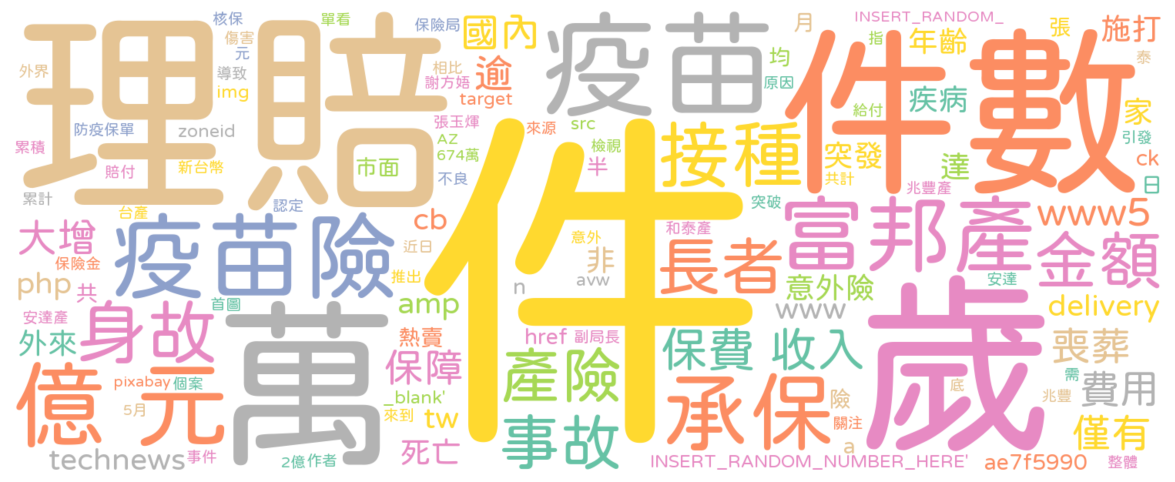 理賠
件
件數
歲
萬
疫苗
疫苗險
核保
單看
保險局
國內
INSERT_RANDOM_
月
張
施打
傷害
元
逾
均
指
年齡
泰
外界
導致
相比
謝方娪
img
target
原因
給付
疾病
家
防疫保單
zoneid
張玉煇
AZ
674萬
來源
src
檢視
接種
突發
達
引發
ck
累積
賠付
新台幣
市面
不良
半
共計
日
累計
台產
認定
cb
突破
兆豐產
富邦產
www5
大增
保險金
近日
意外
和泰產
長者
非
金額
php
共
首圖
推出
amp
n
avw
意外險
安達
www
delivery
安達產
身故
外來
熱賣
href
副局長
保費
收入
喪葬
億
元
pixabay
個案
保障
產險
承保
險
底
需
費用
5月
_blank'
來到
tw
兆豐
關注
僅有
technews
事件
2億
作者
死亡
事故
a
INSERT_RANDOM_NUMBER_HERE'
ae7f5990
整體